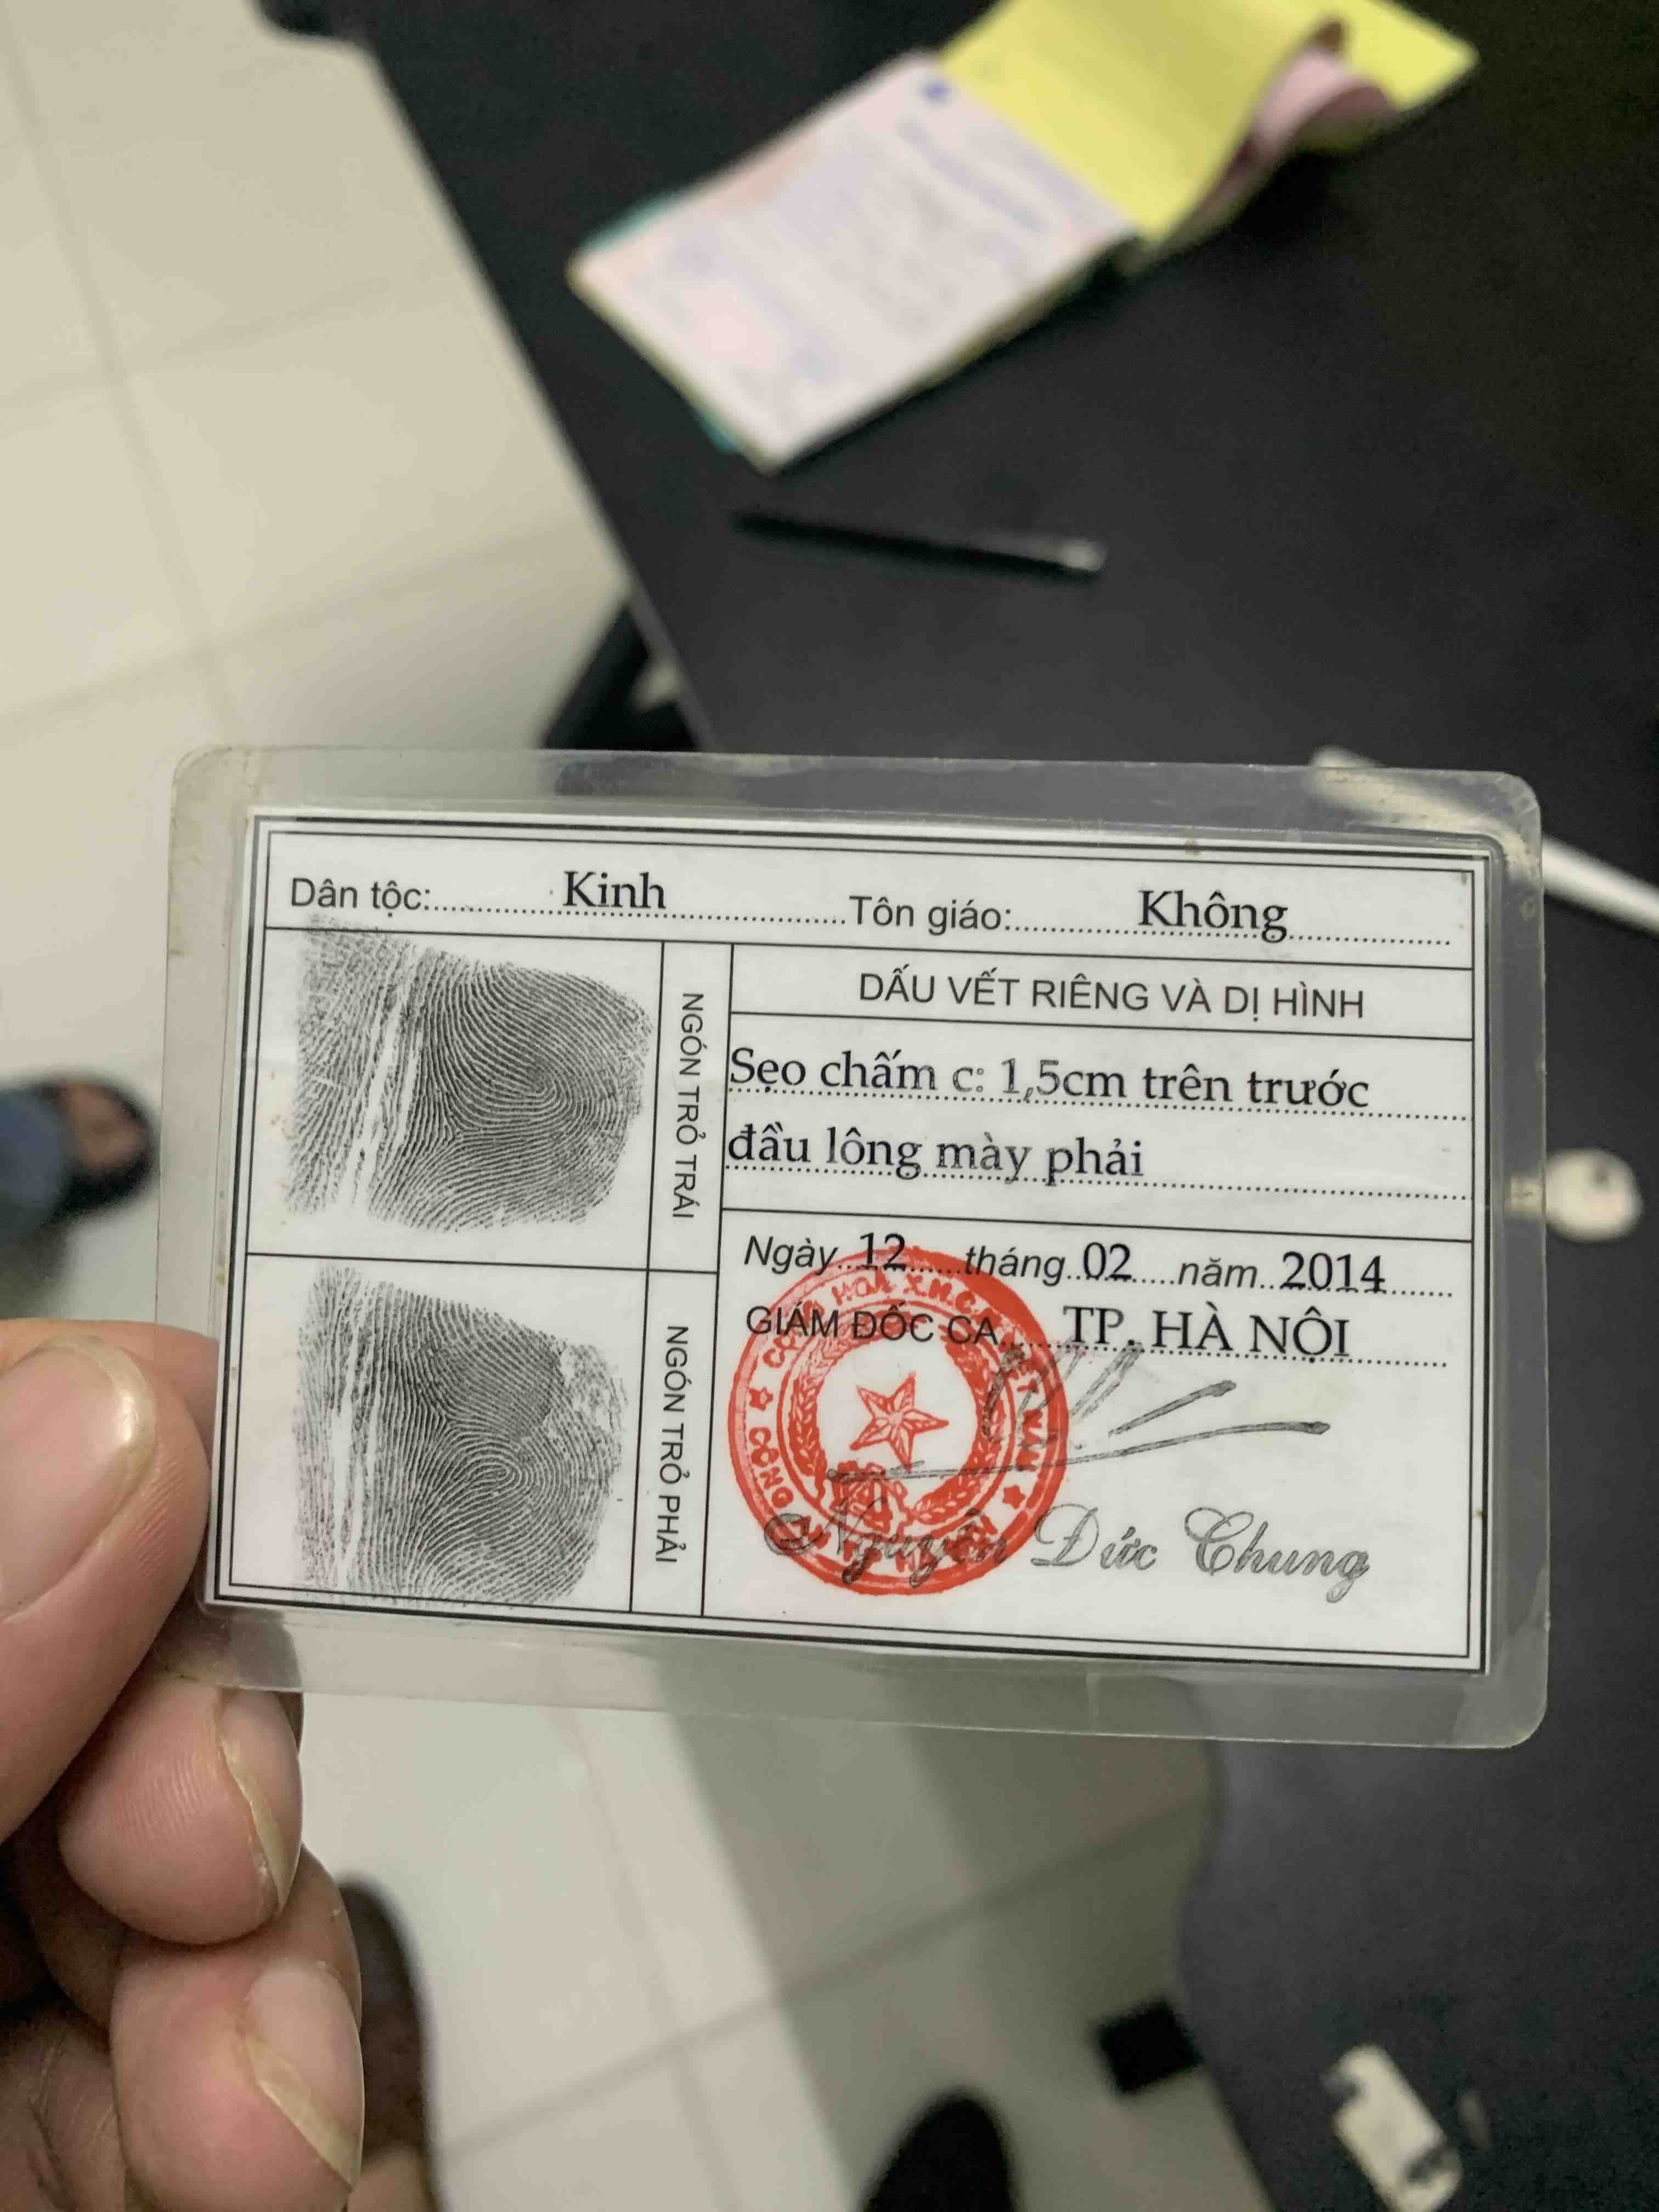 Dân tộc: Kinh Tôn giáo: Không
NGÓN TRỎ TRÁI
NGÓN TRỎ PHẢI
DẤU VẾT RIÊNG VÀ DỊ HÌNH
Sẹo chấm c: 1,5cm trên trước
đầu lông mày phải
Ngày 12 tháng 02 năm 2014
GIÁM ĐỐC CA TP. HÀ NỘI
Nguyễn Đức Chung